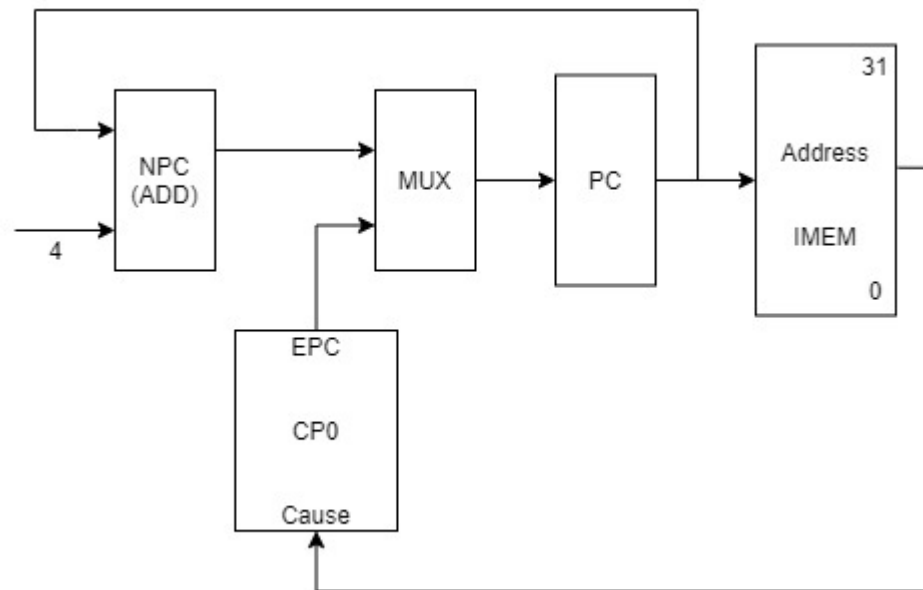 NPC
(ADD)
4
MUX
PC
31
Address
IMEM
0
EPC
CP0
Cause